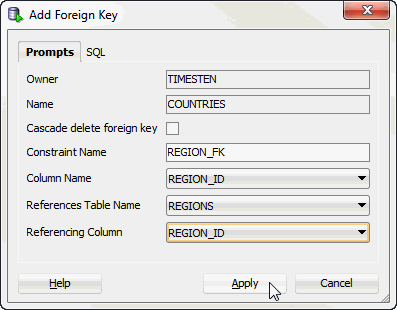 Add Foreign Key
Prompts SQL
Owner TIMESTEN
Name COUNTRIES
Cascade delete foreign key
Constraint Name REGION_FK
Column Name REGION_ID
References Table Name REGIONS
Referencing Column REGION_ID
Help Apply Cancel